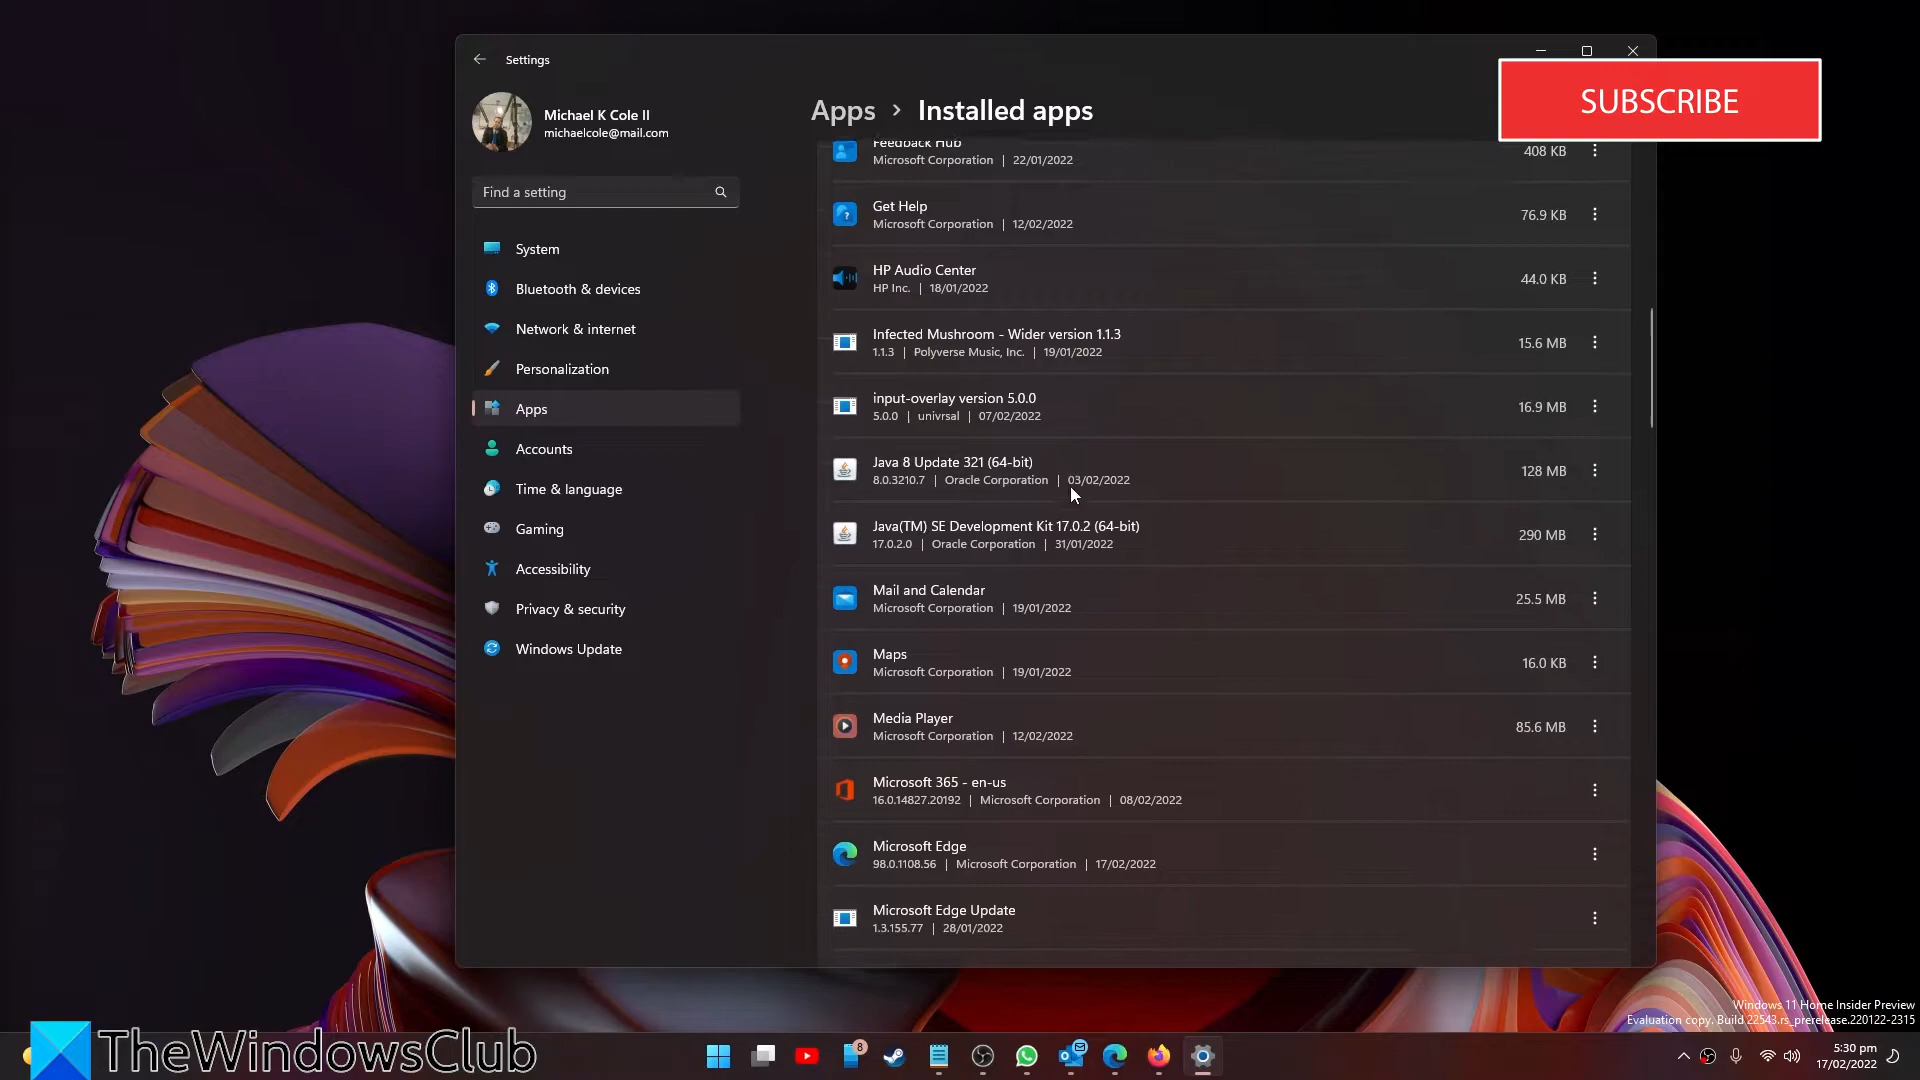 Settings
SUBSCRIBE
Michael K Cole II
michaelcole@mail.com
Find a setting
System
Bluetooth & devices
Network & internet
Personalization
Apps
Accounts
Time & language
Gaming
Accessibility
Privacy & security
Windows Update
Apps > Installed apps
Feedback Hub
Microsoft Corporation | 22/01/2022
408 KB
Get Help
Microsoft Corporation | 12/02/2022
76.9 KB
HP Audio Center
HP Inc. | 18/01/2022
44.0 KB
Infected Mushroom - Wider version 1.1.3
1.1.3 | Polyverse Music, Inc. | 19/01/2022
15.6 MB
input-overlay version 5.0.0
5.0.0 | univrsal | 07/02/2022
16.9 MB
Java 8 Update 321 (64-bit)
8.0.3210.7 | Oracle Corporation | 03/02/2022
128 MB
Java(TM) SE Development Kit 17.0.2 (64-bit)
17.0.2.0 | Oracle Corporation | 31/01/2022
290 MB
Mail and Calendar
Microsoft Corporation | 19/01/2022
25.5 MB
Maps
Microsoft Corporation | 19/01/2022
16.0 KB
Media Player
Microsoft Corporation | 12/02/2022
85.6 MB
Microsoft 365 - en-us
16.0.14827.20192 | Microsoft Corporation | 08/02/2022
Microsoft Edge
98.0.1108.56 | Microsoft Corporation | 17/02/2022
Microsoft Edge Update
1.3.155.77 | 28/01/2022
Windows 11 Home Insider Preview
Evaluation copy. Build 22543.rs_prerelease.220122-2315
TheWindowsClub
8
5:30 pm
17/02/2022